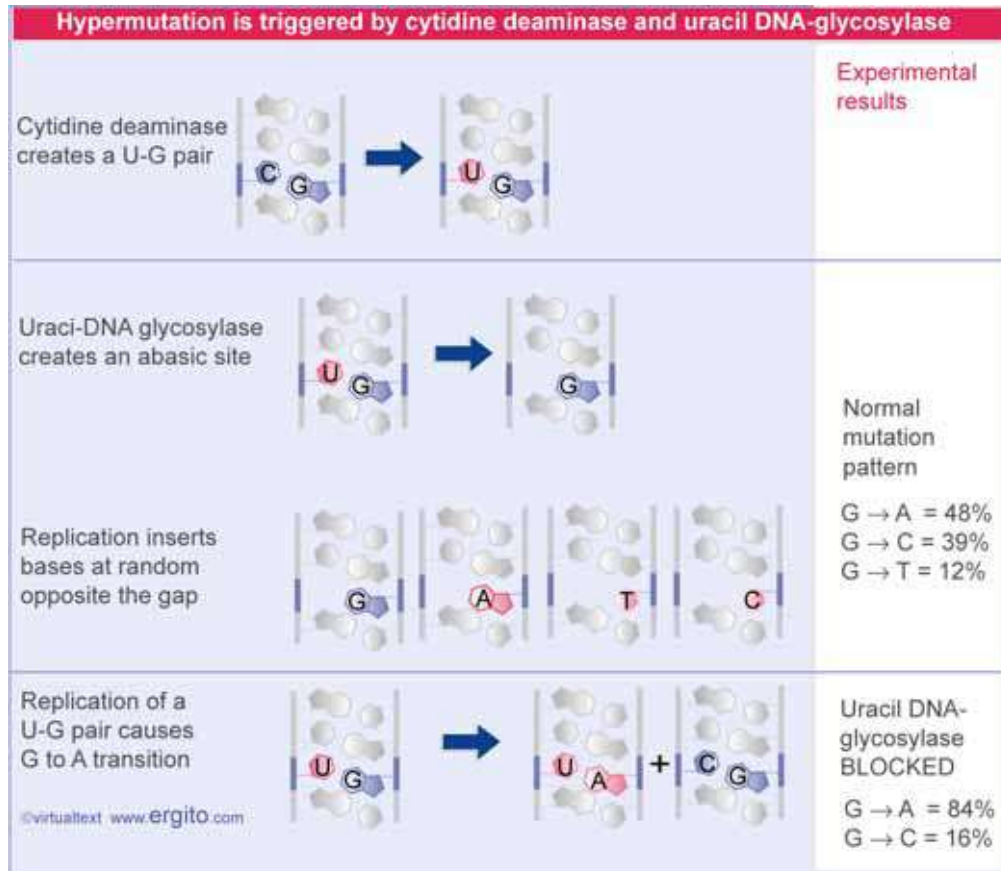 Hypermutation is triggered by cytidine deaminase and uracil DNA-glycosylase
Experimental
results
Cytidine deaminase
creates a U-G pair
C G
U G
Uraci-DNA glycosylase
creates an abasic site
U G
G
Normal
mutation
pattern
G → A = 48%
G → C = 39%
G → T = 12%
Replication inserts
bases at random
opposite the gap
G
A
T
C
Replication of a
U-G pair causes
G to A transition
U G
U A + C G
Uracil DNA-
glycosylase
BLOCKED
G → A = 84%
G → C = 16%
©virtualtext www.ergito.com